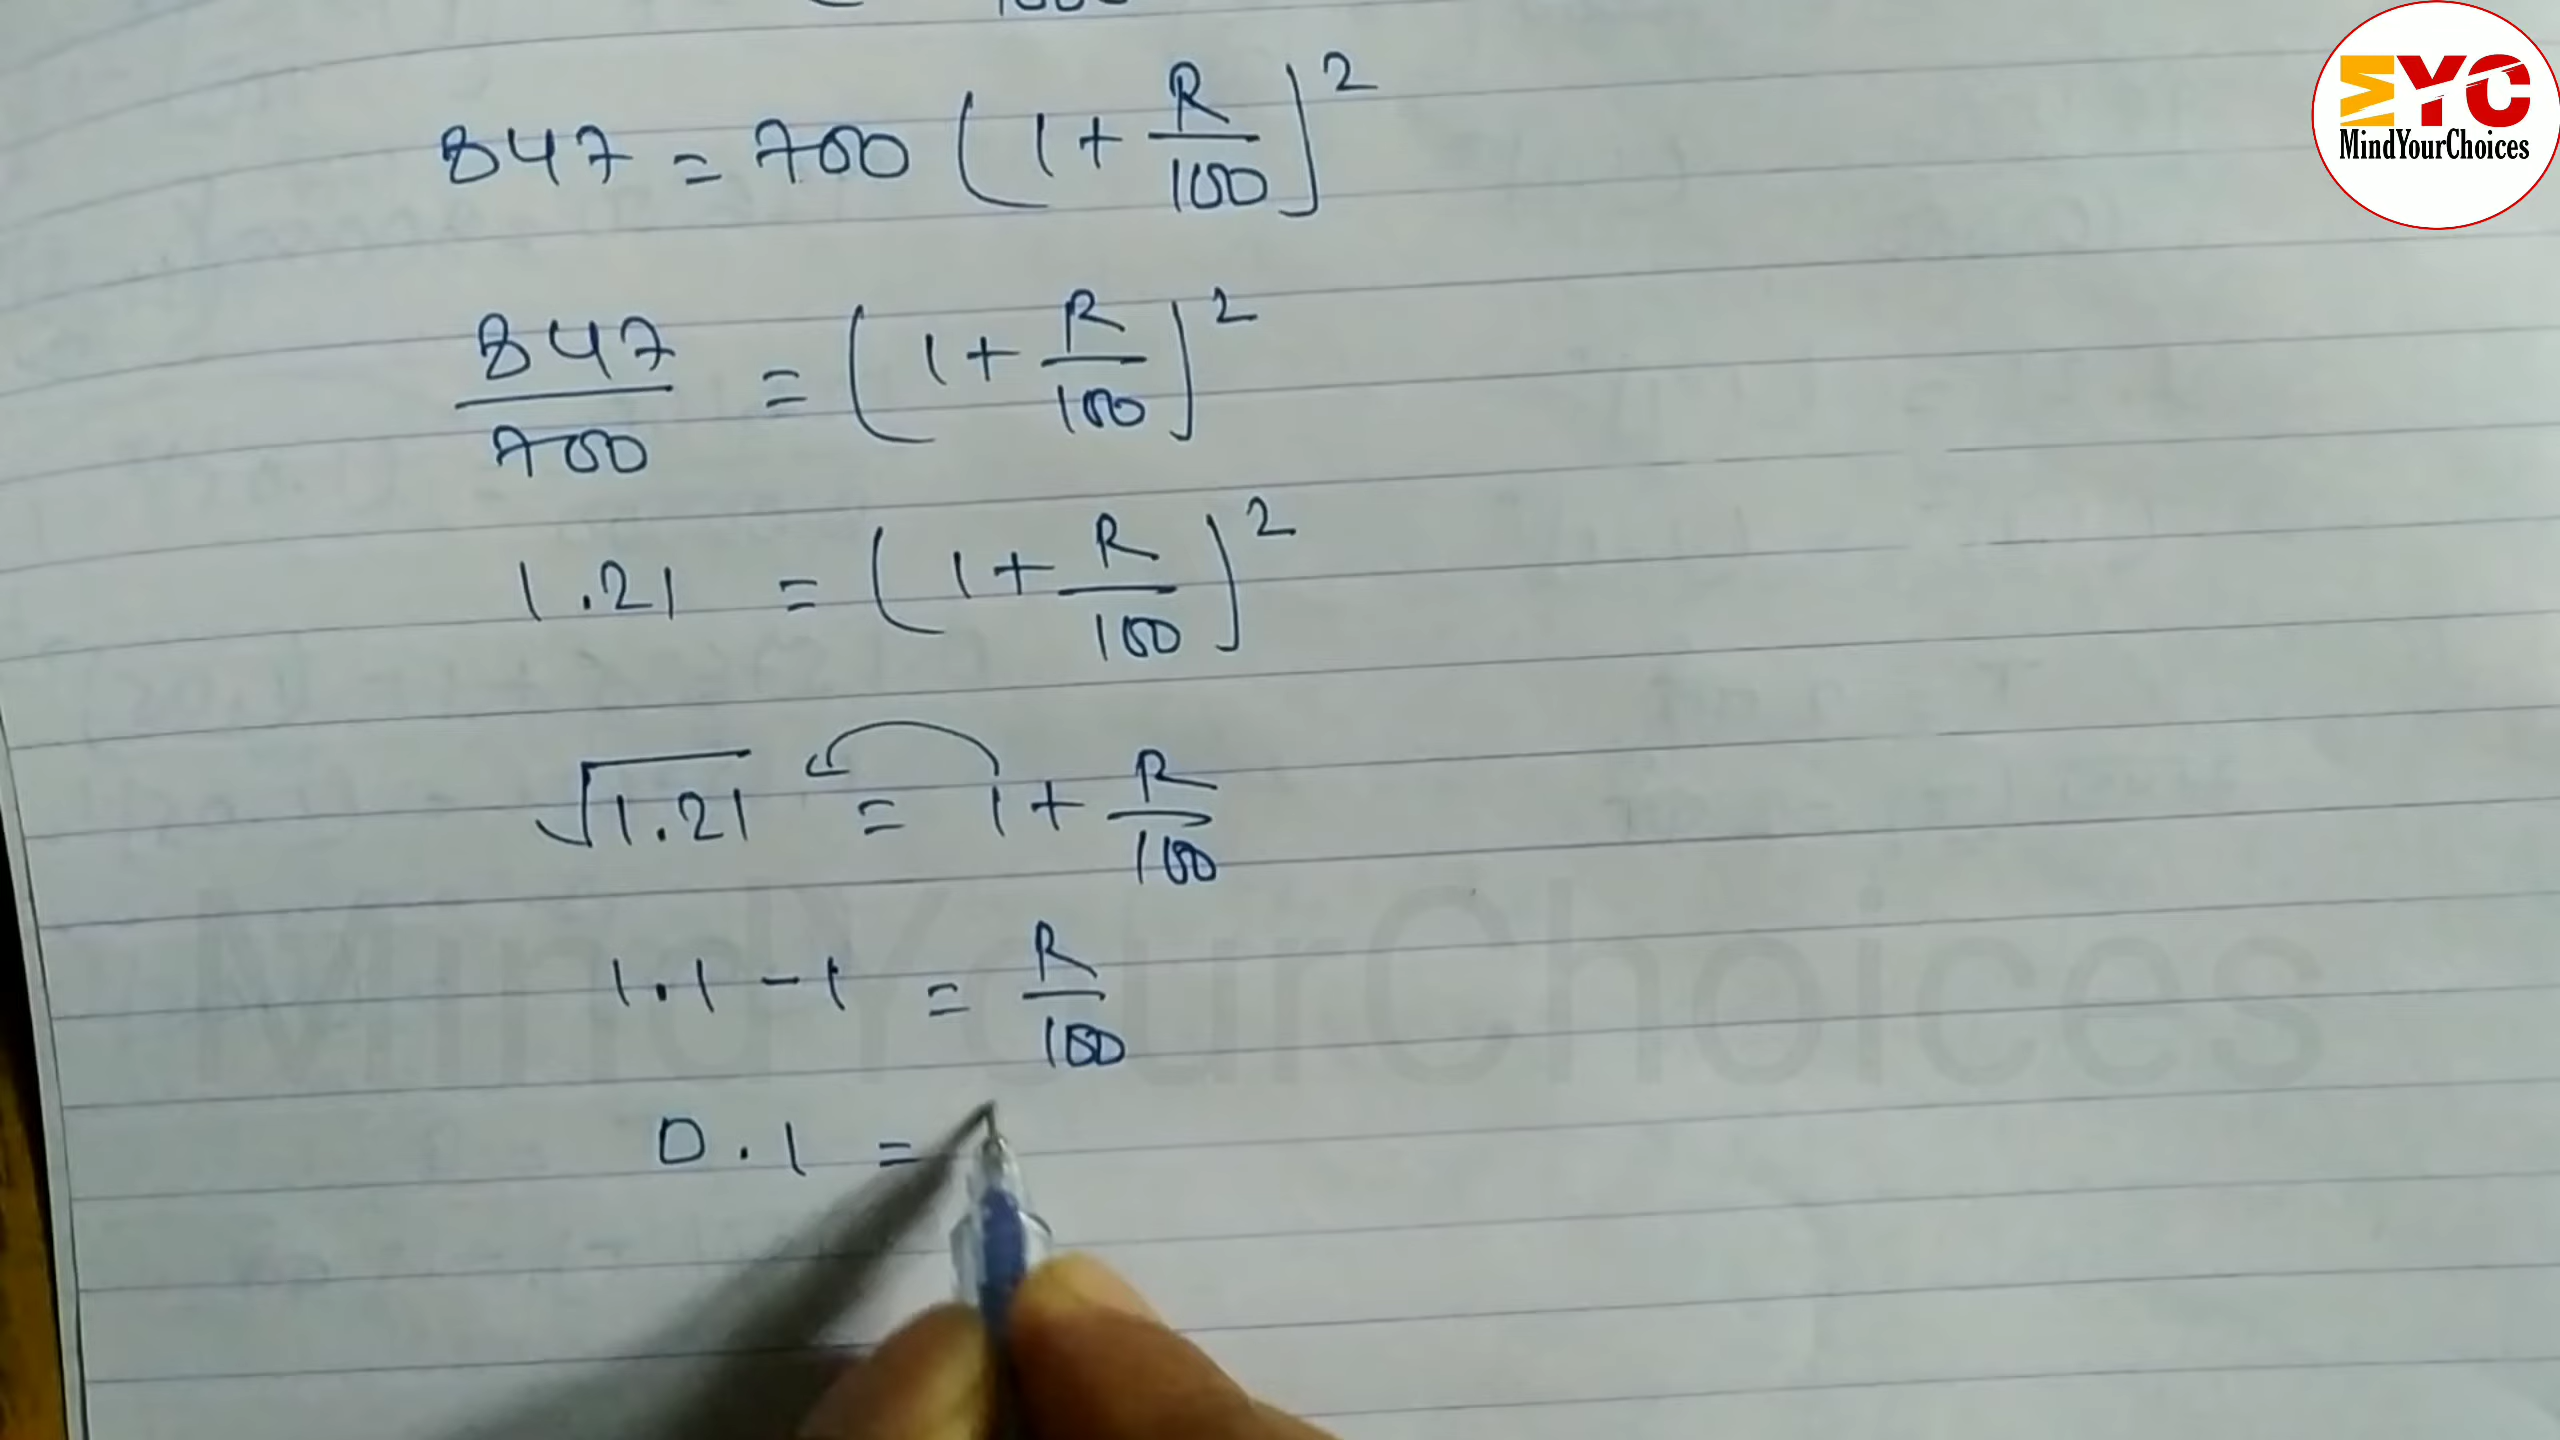 MYC
MindYourChoices
847 = 700 (1 + R/100)²
847/700 = (1 + R/100)²
1.21 = (1 + R/100)²
√1.21 = 1 + R/100
1.1 - 1 = R/100
0.1 =
MindYourChoices